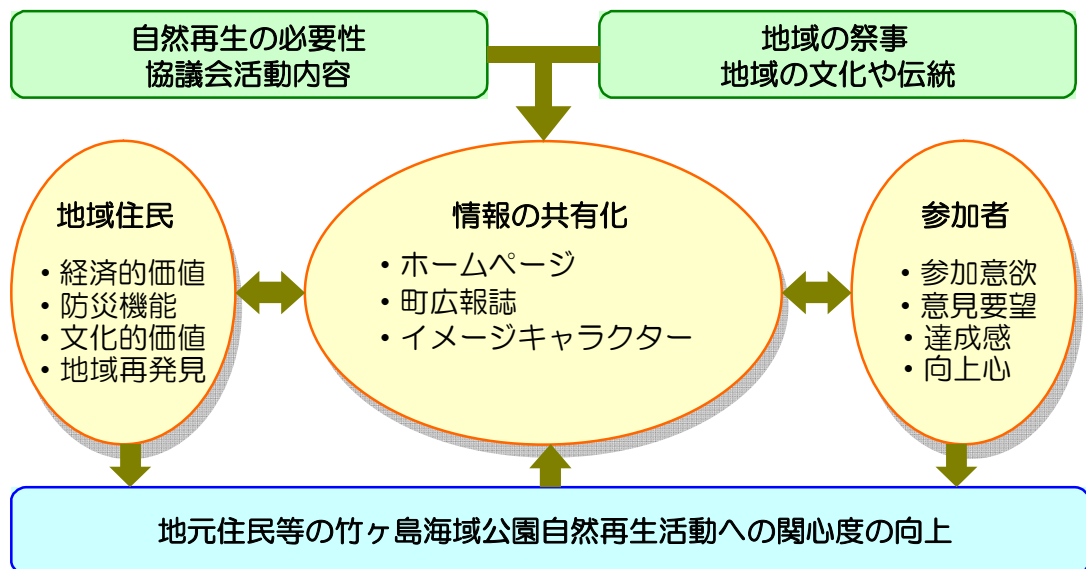 自然再生の必要性
協議会活動内容
地域の祭事
地域の文化や伝統
地域住民
・経済的価値
・防災機能
・文化的価値
・地域再発見
情報の共有化
・ホームページ
・町広報誌
・イメージキャラクター
参加者
・参加意欲
・意見要望
・達成感
・向上心
地元住民等の竹ヶ島海域公園自然再生活動への関心度の向上